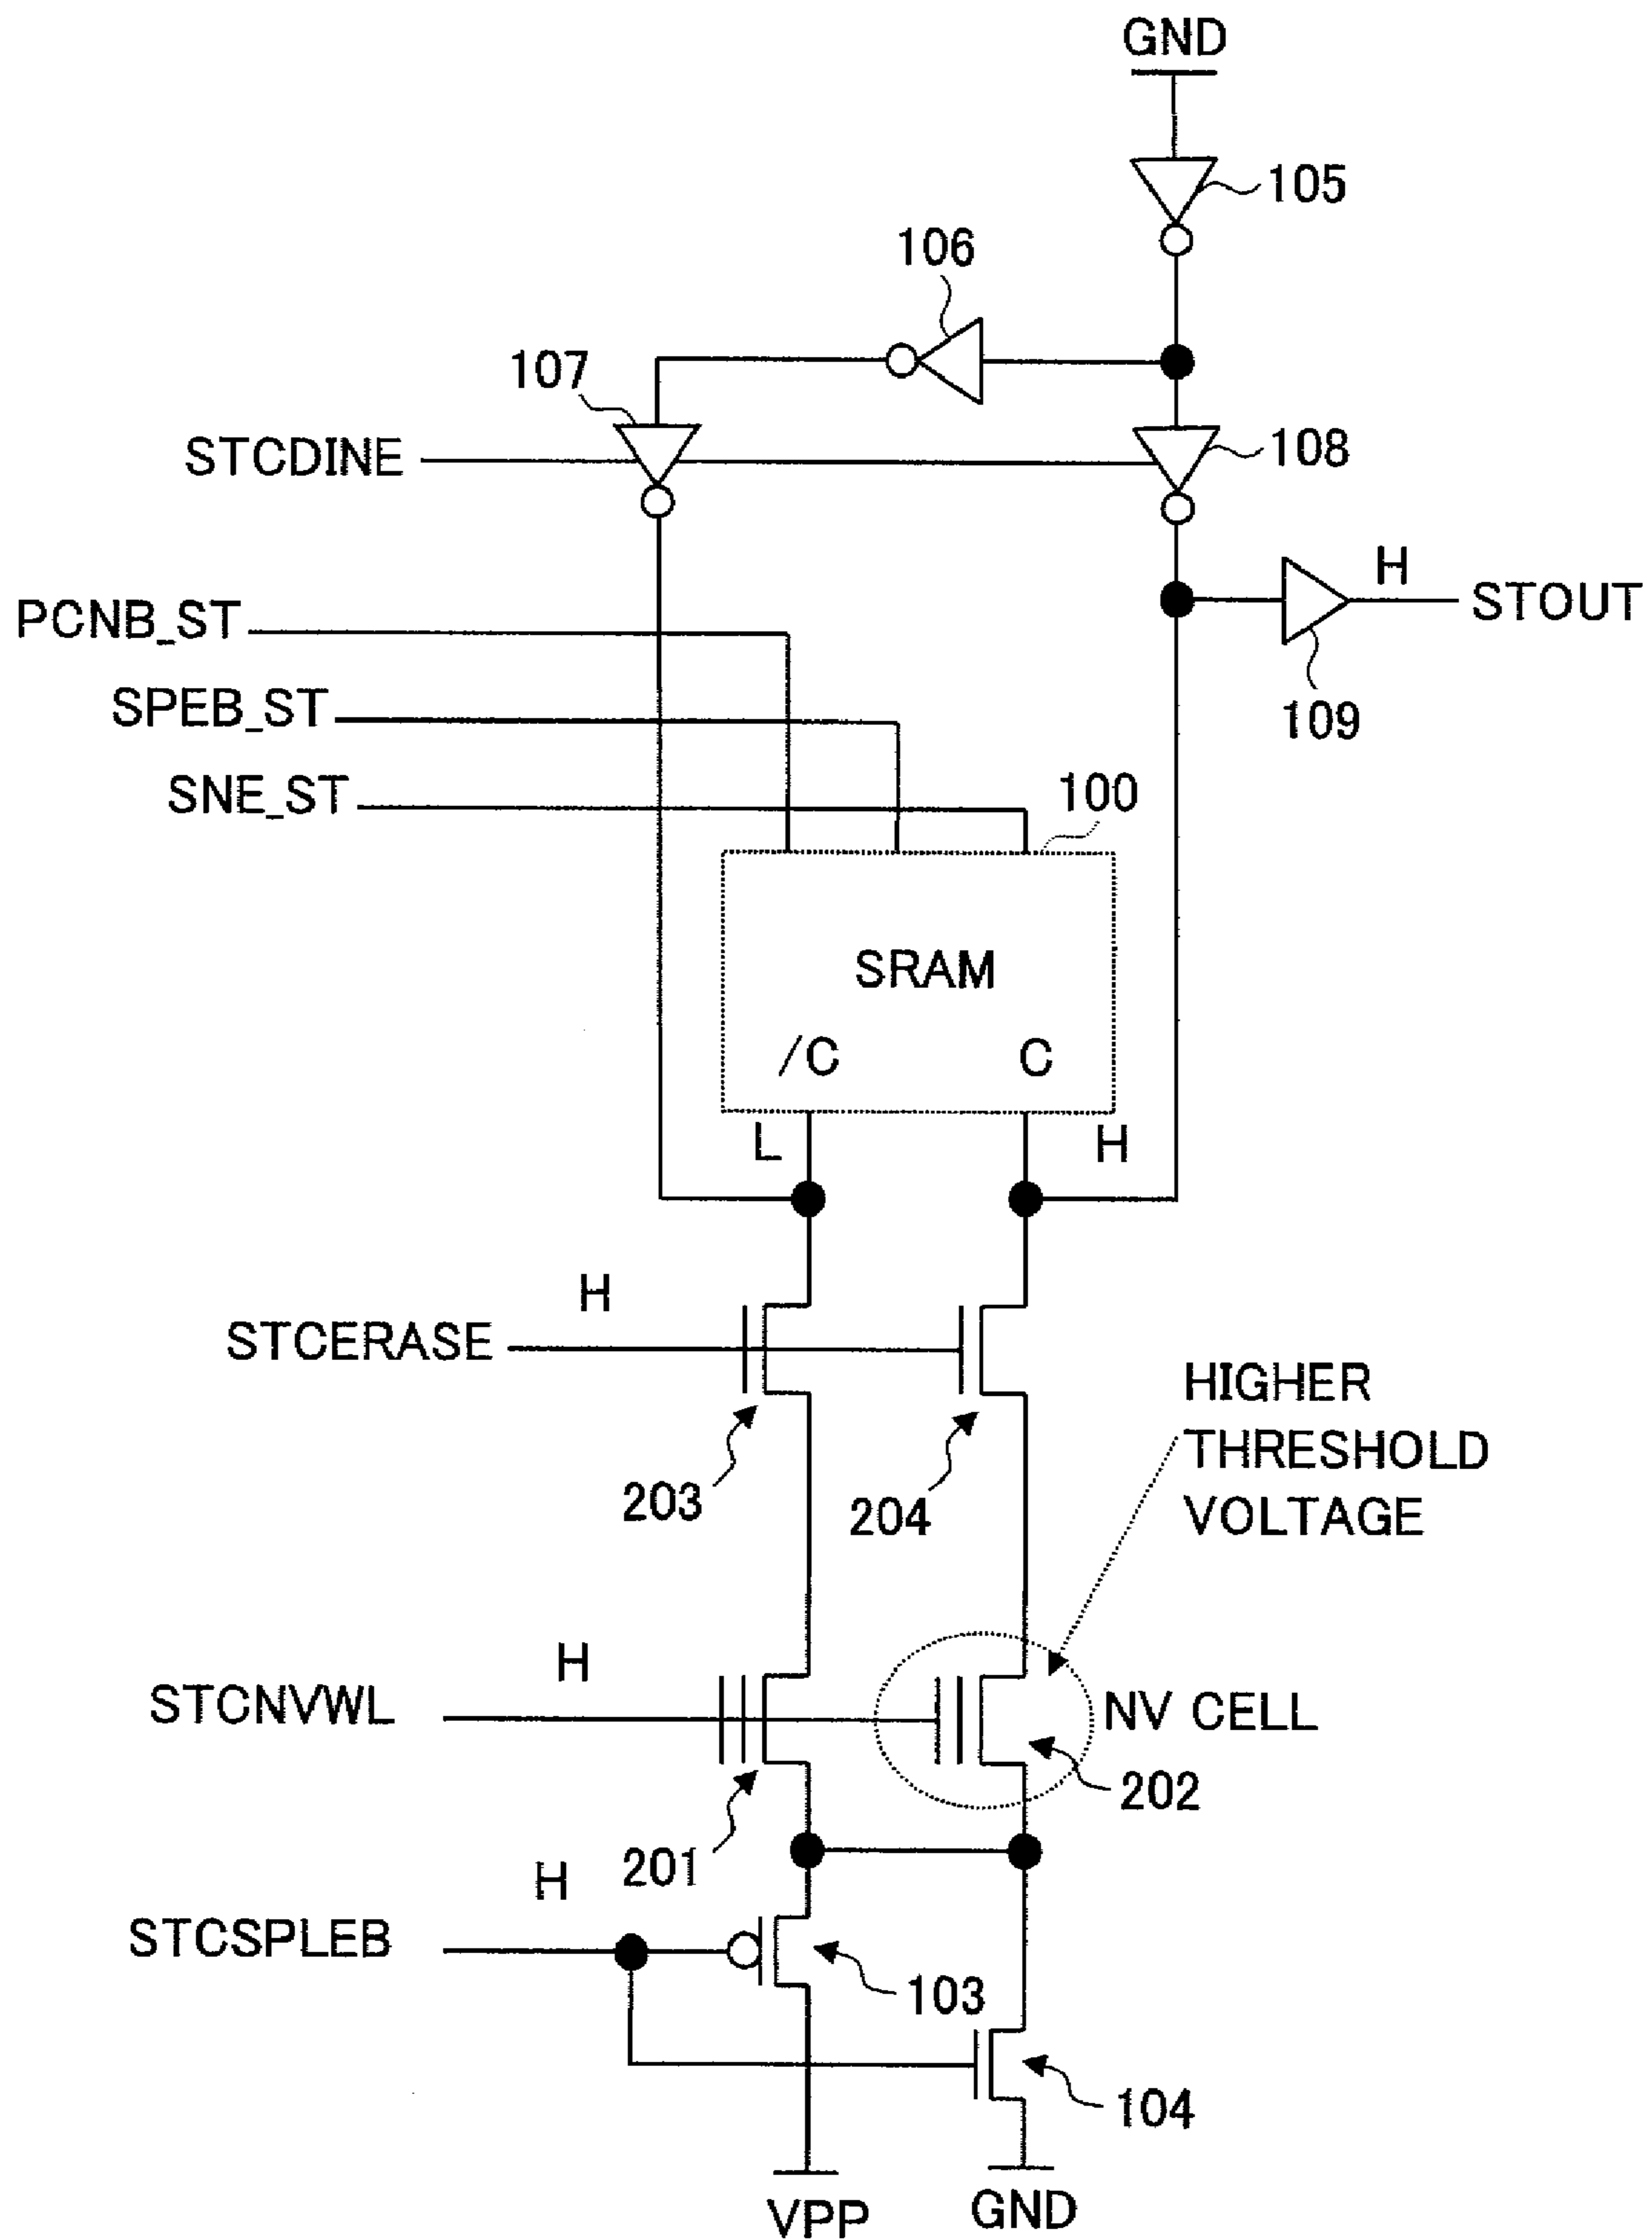 GND
105
106
107
STCDINE
108
H
PCNB_ST
STOUT
SPEB_ST
109
SNE_ST
100
SRAM
/C
C
L
H
H
STCERASE
HIGHER
THRESHOLD
VOLTAGE
203
204
H
STCNVWL
NV CELL
202
201
H
STCSPLEB
103
104
VPP
GND